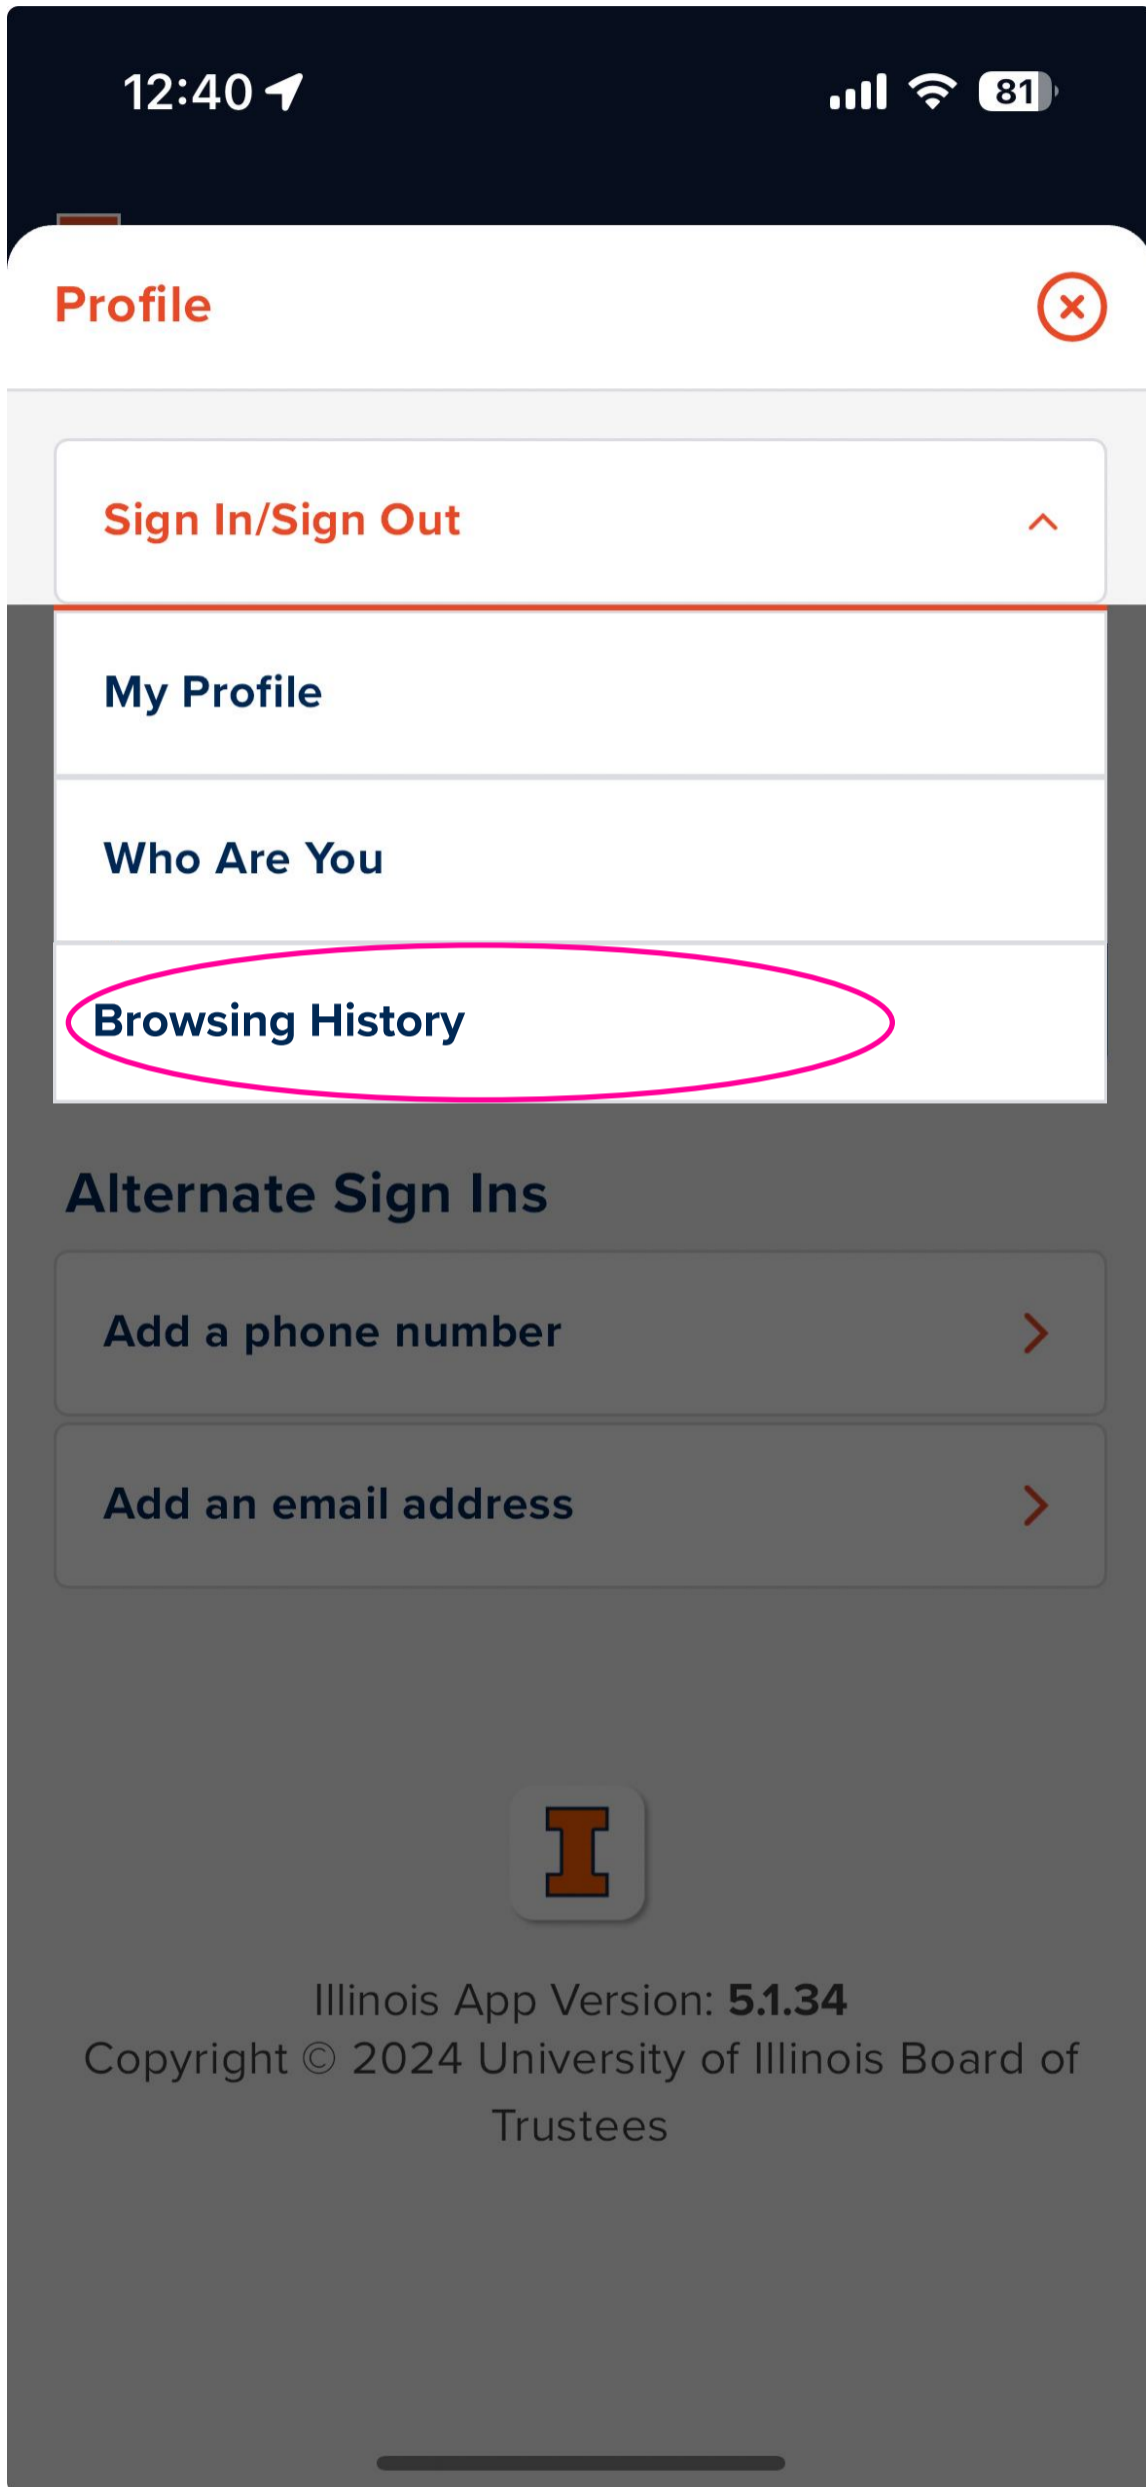 12:40
81
Profile
Sign In/Sign Out
My Profile
Who Are You
Browsing History
Alternate Sign Ins
Add a phone number
Add an email address
I
Illinois App Version: 5.1.34
Copyright © 2024 University of Illinois Board of
Trustees